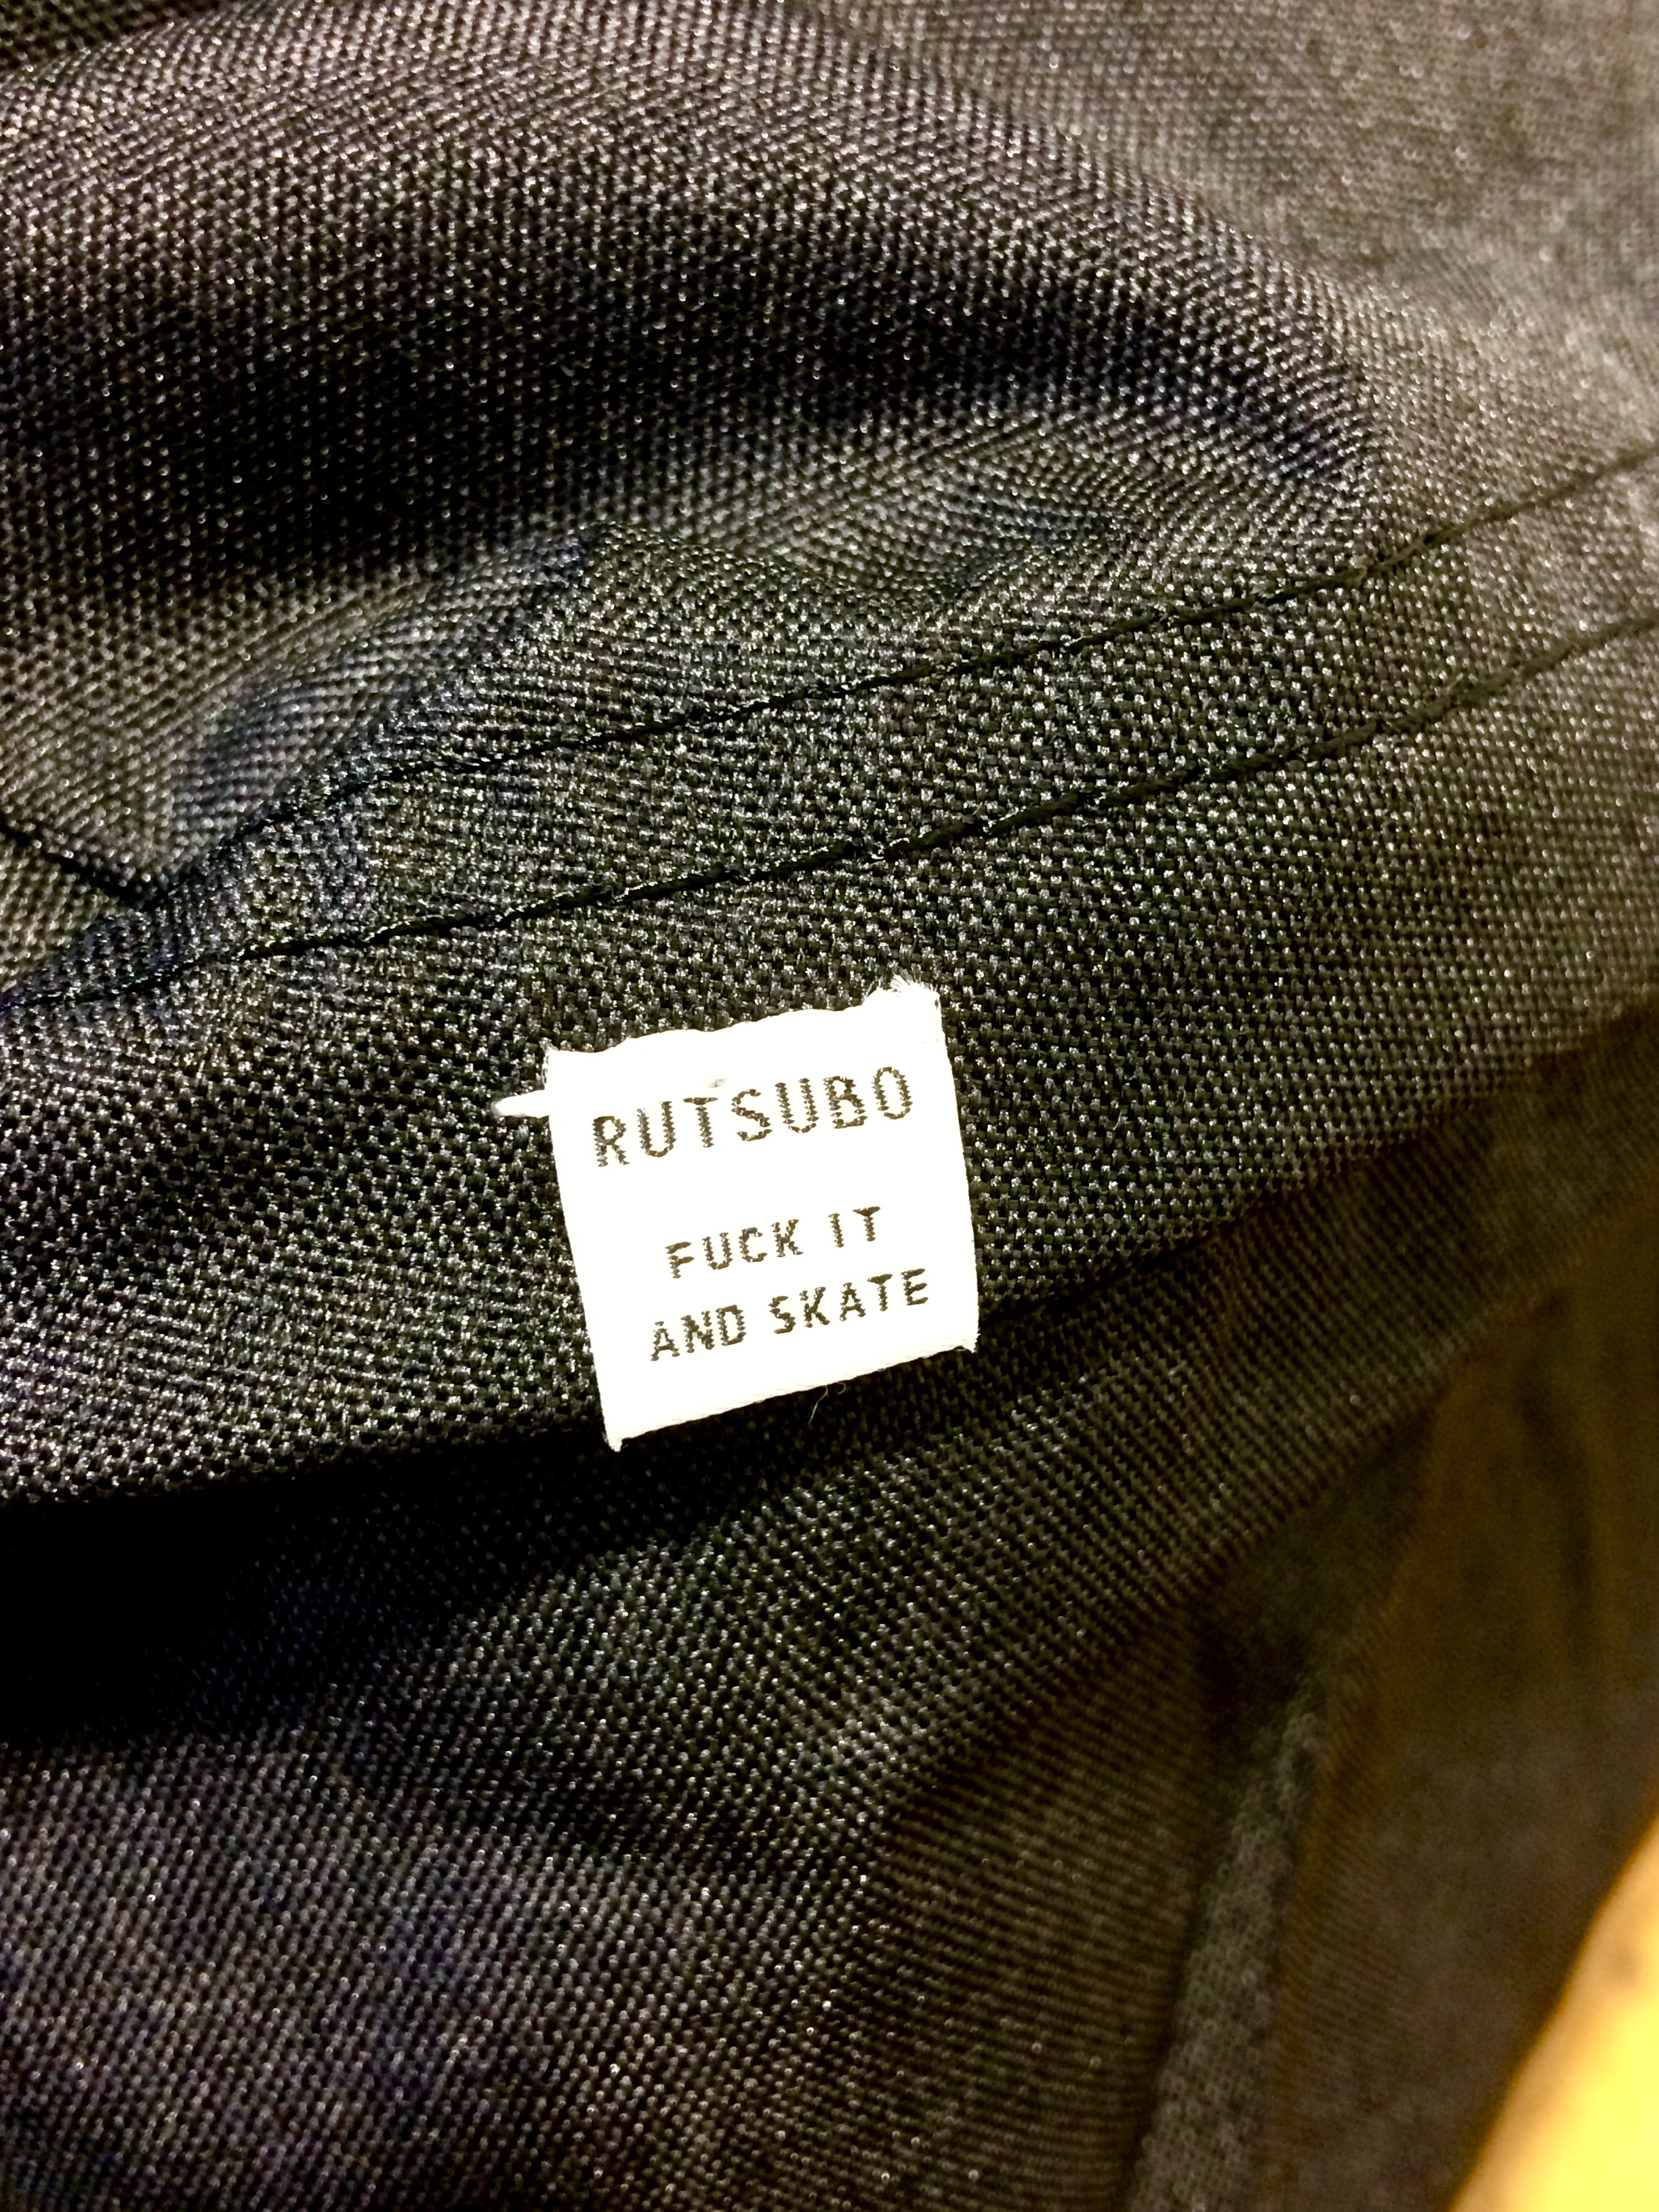 RUTSUBO
FUCK IT
AND SKATE